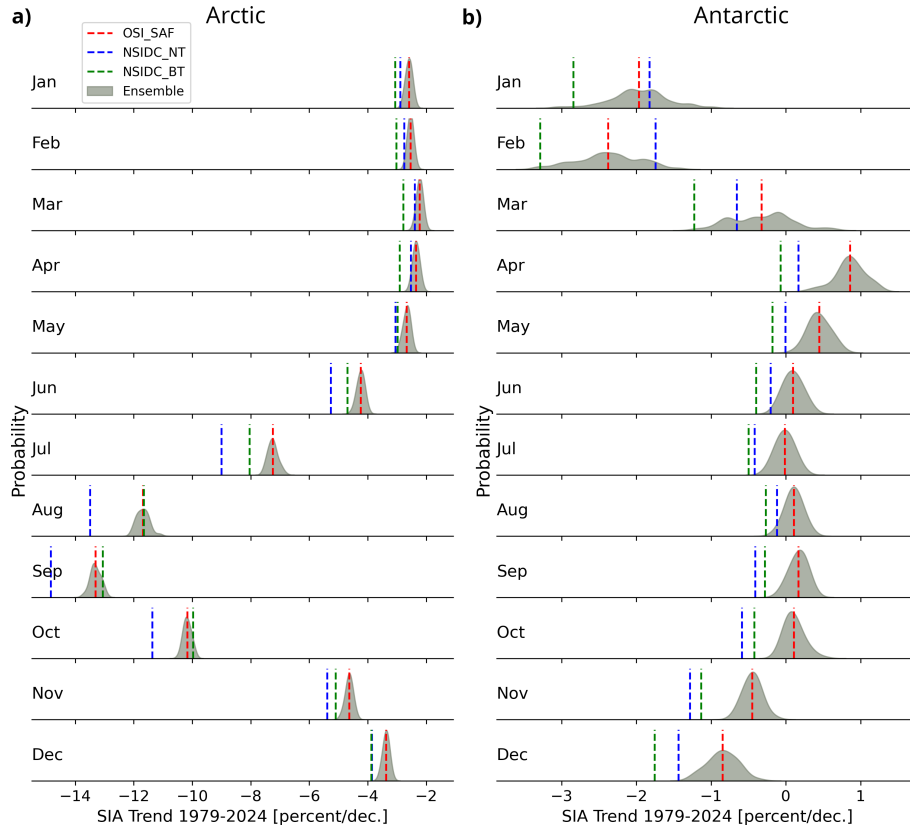 a)
Arctic
OSI_SAF
NSIDC_NT
NSIDC_BT
Ensemble
Jan
Feb
Mar
Apr
May
Jun
Jul
Aug
Sep
Oct
Nov
Dec
Probability
−14 −12 −10 −8 −6 −4 −2
SIA Trend 1979-2024 [percent/dec.]
b)
Antarctic
Jan
Feb
Mar
Apr
May
Jun
Jul
Aug
Sep
Oct
Nov
Dec
Probability
−3 −2 −1 0 1
SIA Trend 1979-2024 [percent/dec.]